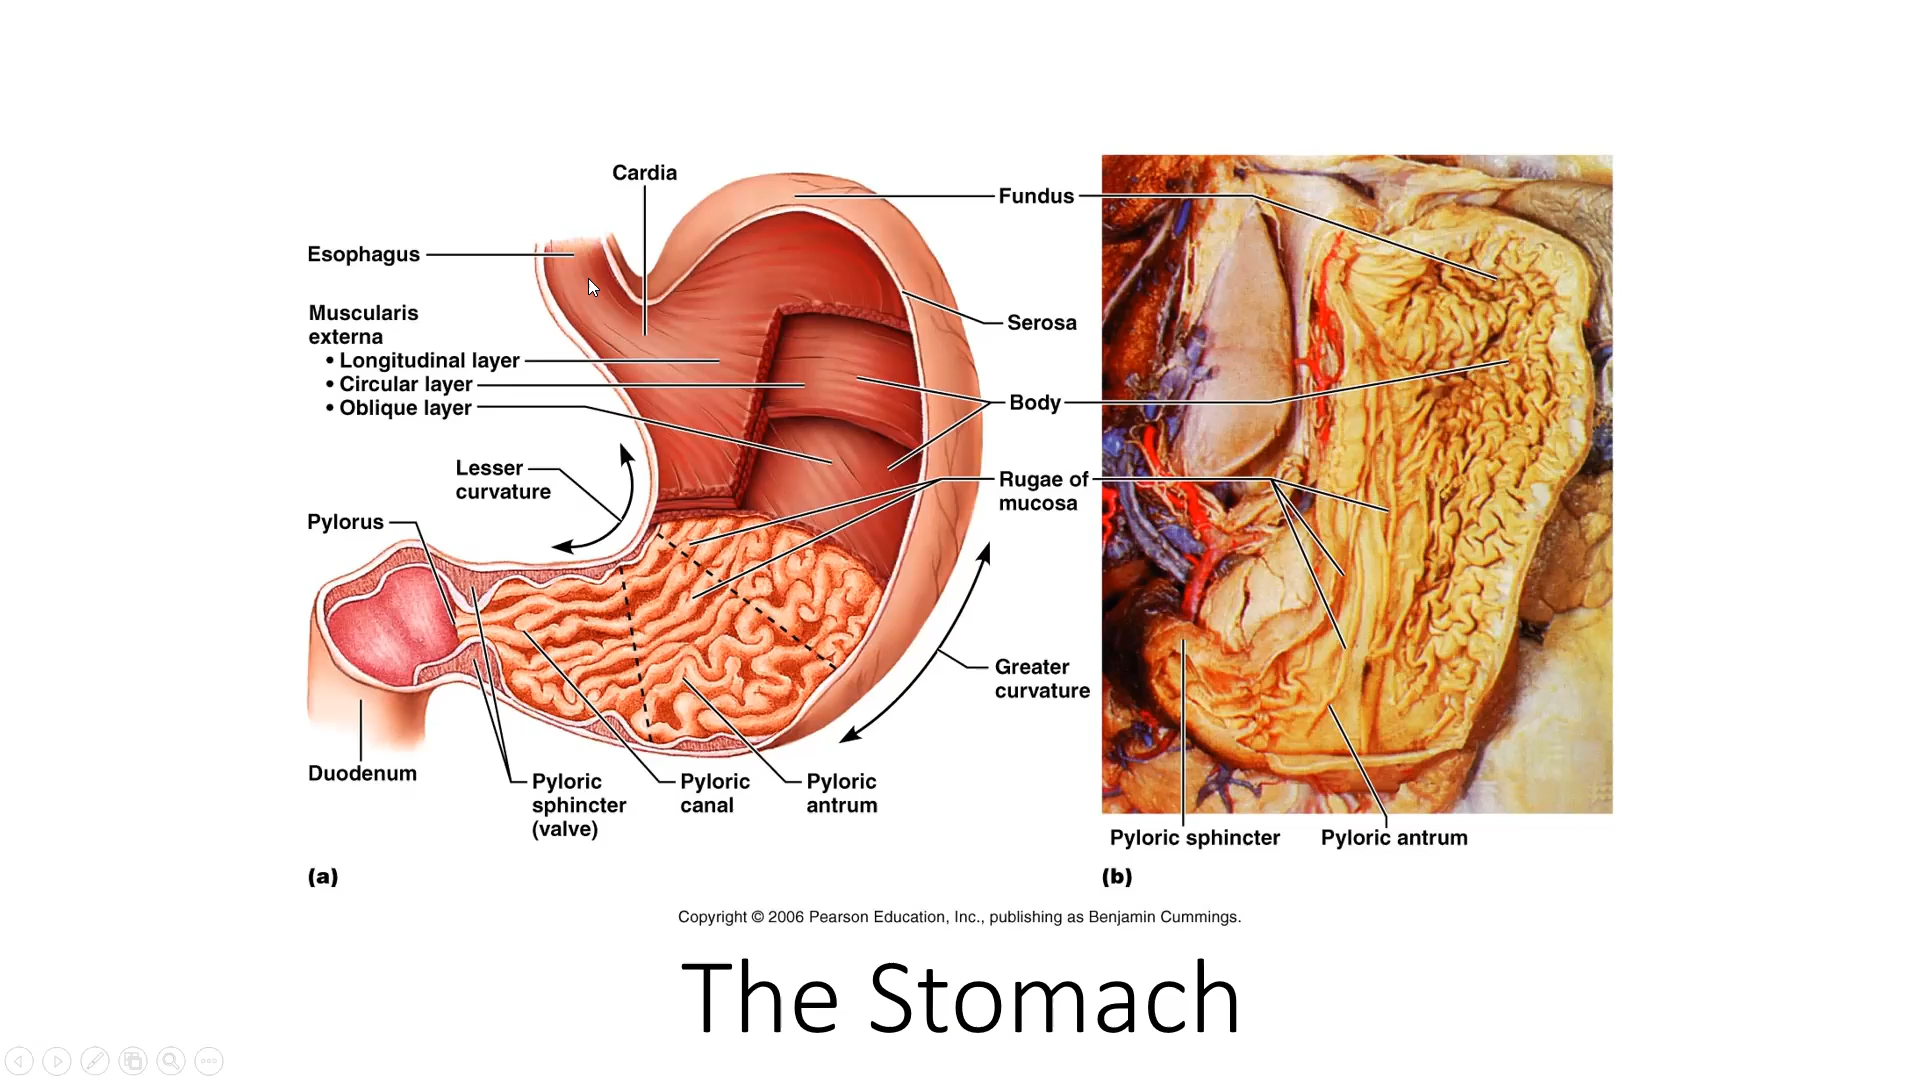 Cardia
Fundus
Esophagus
Muscularis
externa
• Longitudinal layer
• Circular layer
• Oblique layer
Serosa
Body
Lesser
curvature
Rugae of
mucosa
Pylorus
Greater
curvature
Duodenum
Pyloric
sphincter
(valve)
Pyloric
canal
Pyloric
antrum
Pyloric sphincter
Pyloric antrum
(a)
(b)
Copyright © 2006 Pearson Education, Inc., publishing as Benjamin Cummings.
The Stomach